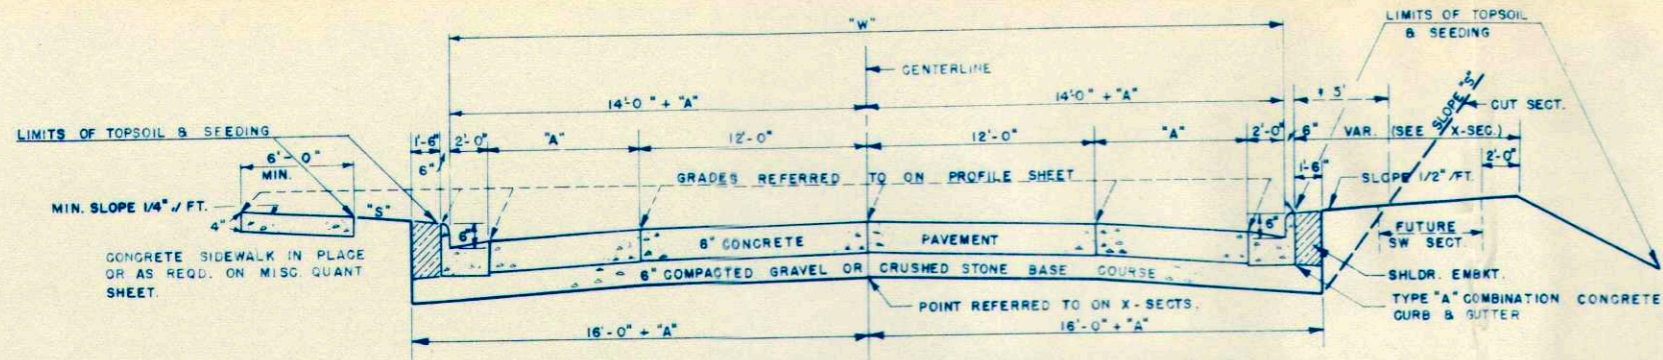 "W"
LIMITS OF TOPSOIL
& SEEDING
CENTERLINE
14'-0" + "A"
14'-0" + "A"
± 5'
SLOPE "S"
CUT SECT.
LIMITS OF TOPSOIL & SEEDING
1'-6"
2'-0"
"A"
12'-0"
12'-0"
"A"
2'-0"
6"
VAR. (SEE X-SEC.)
6'-0"
MIN.
6"
1'-6"
2'-0"
GRADES REFERRED TO ON PROFILE SHEET
SLOPE 1/2"/FT.
MIN. SLOPE 1/4"/ FT.
"S"
4"
6"
6"
8" CONCRETE PAVEMENT
FUTURE
SW SECT.
CONCRETE SIDEWALK IN PLACE
OR AS REQD. ON MISC. QUANT
SHEET.
6" COMPACTED GRAVEL OR CRUSHED STONE BASE COURSE
SHLDR. EMBKT.
POINT REFERRED TO ON X-SECTS.
TYPE "A" COMBINATION CONCRETE
CURB & GUTTER
16'-0" + "A"
16'-0" + "A"